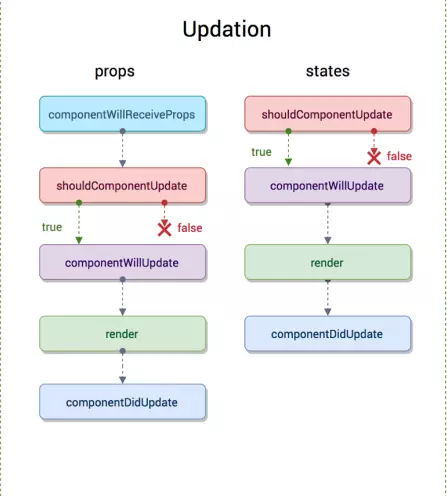 Updation
props
componentWillReceiveProps
shouldComponentUpdate
true
false
componentWillUpdate
render
componentDidUpdate
states
shouldComponentUpdate
true
false
componentWillUpdate
render
componentDidUpdate